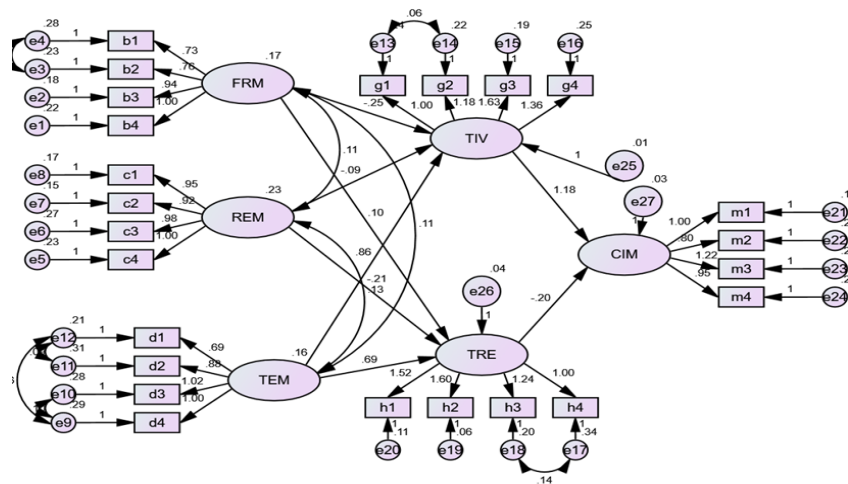 .28
e4 1 b1
.23
e3 1 b2
.18
e2 1 b3
.22
e1 1 b4
.73
.76
.94
1.00
.17
FRM
.17
e8 1 c1
.15
e7 1 c2
.27
e6 1 c3
.23
e5 1 c4
.95
.92
.98
1.00
.23
REM
.21
e12 1 d1
.31
e11 1 d2
.28
e10 1 d3
.29
e9 1 d4
.69
.88
1.02
1.00
.16
TEM
.06
.22
.19
.25
e13 e14 e15 e16
1 1 1 1
g1 g2 g3 g4
1.00 1.18 1.63 1.36
TIV
-.25
.11
-.09
.10
.11
.86
-.21
.13
.69
.01
e25
1
.03
e27
1
1.18
-.20
CIM
1.00
.80
1.22
.95
m1 1 e21
m2 1 e22
m3 1 e23
m4 1 e24
.04
e26
1
TRE
1.52 1.60 1.24 1.00
h1 h2 h3 h4
1 1 1 1
.11 .06 .20 .34
e20 e19 e18 e17
.14